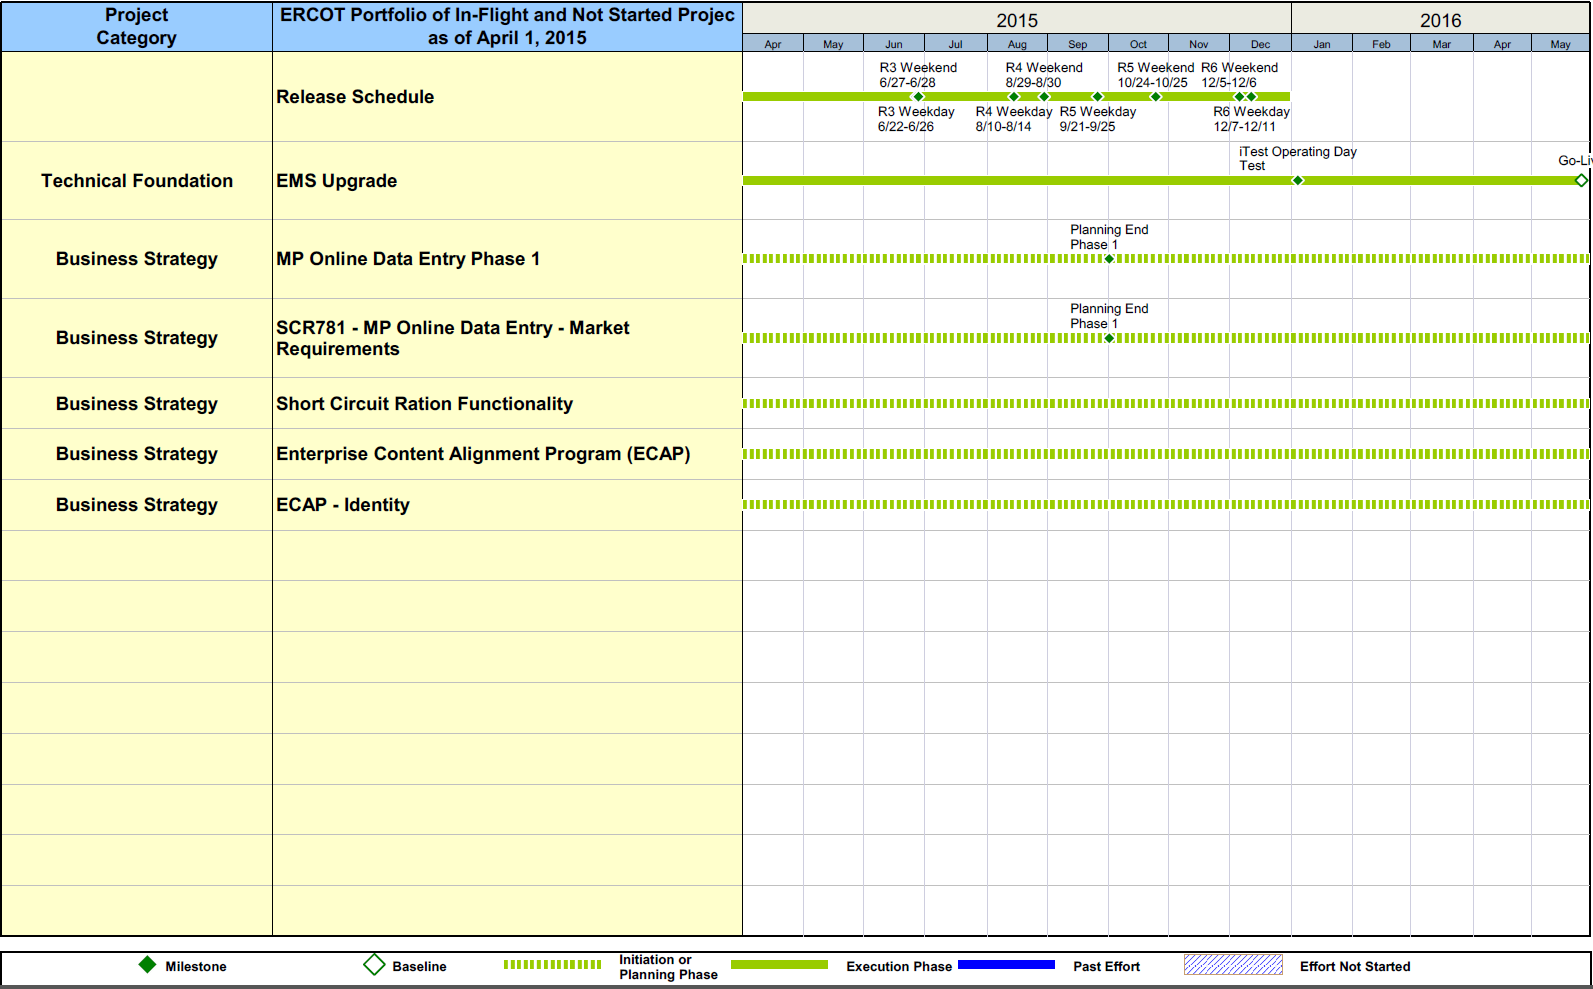 Project
Category
ERCOT Portfolio of In-Flight and Not Started Projec
as of April 1, 2015
2015
2016
Apr May Jun Jul Aug Sep Oct Nov Dec Jan Feb Mar Apr May
Release Schedule
R3 Weekend R4 Weekend R5 Weekend R6 Weekend
6/27-6/28 8/29-8/30 10/24-10/25 12/5-12/6
R3 Weekday R4 Weekday R5 Weekday R6 Weekday
6/22-6/26 8/10-8/14 9/21-9/25 12/7-12/11
Technical Foundation
EMS Upgrade
iTest Operating Day
Test
Go-Li
Business Strategy
MP Online Data Entry Phase 1
Planning End
Phase 1
Business Strategy
SCR781 - MP Online Data Entry - Market
Requirements
Planning End
Phase 1
Business Strategy
Short Circuit Ration Functionality
Business Strategy
Enterprise Content Alignment Program (ECAP)
Business Strategy
ECAP - Identity
Milestone
Baseline
Initiation or
Planning Phase
Execution Phase
Past Effort
Effort Not Started